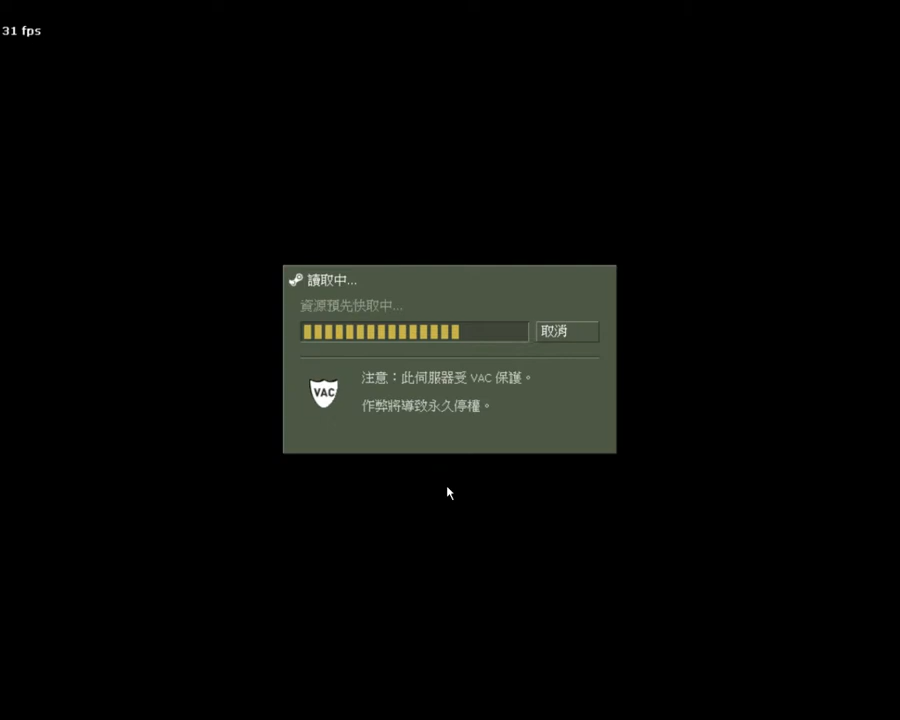 31 fps
讀取中...
資源預先快取中...
取消
注意：此伺服器受 VAC 保護。
VAC
作弊將導致永久停權。